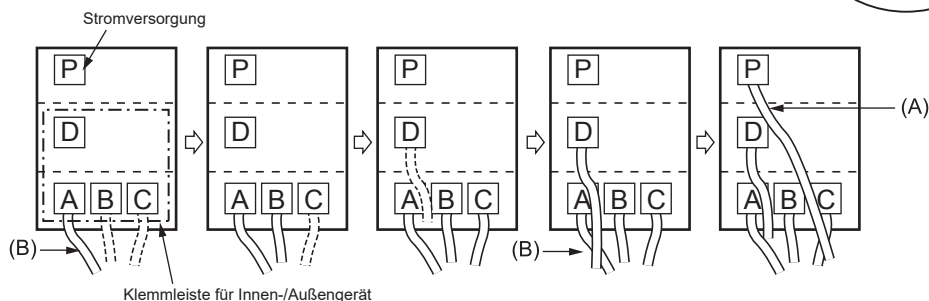 Stromversorgung
P P P P P
(A)
D D D D D
A B C A B C A B C A B C A B C
(B) (B)
Klemmleiste für Innen-/Außengerät